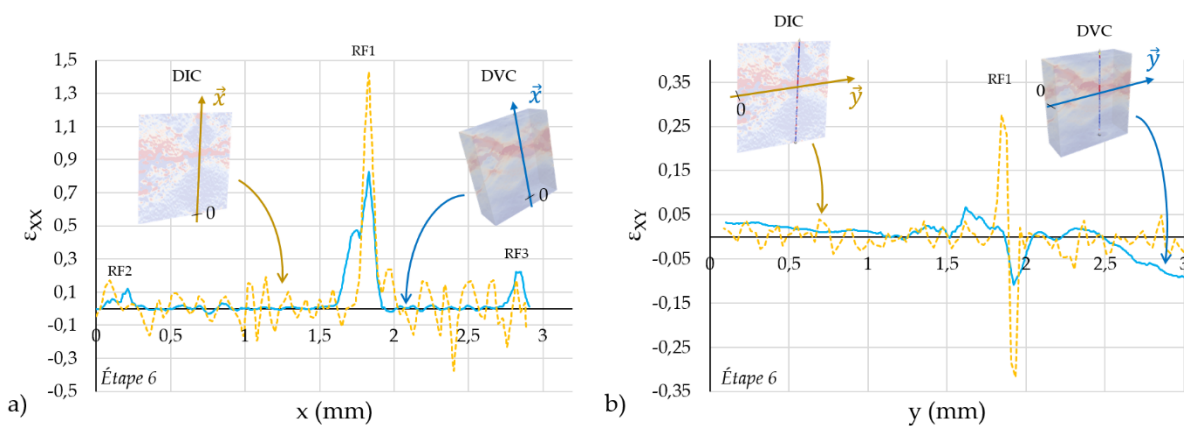 RF1
DIC
DVC
x⃗
x⃗
0
0
RF2
RF3
1,5
1,3
1,1
0,9
0,7
0,5
0,3
0,1
-0,1
-0,3
-0,5
εXX
0
0,5
1
1,5
2
2,5
3
Étape 6
a)
x (mm)
DIC
DVC
RF1
y⃗
y⃗
0
0
0,35
0,25
0,15
0,05
-0,05
-0,15
-0,25
-0,35
εXY
0
0,5
1
1,5
2
2,5
3
Étape 6
b)
y (mm)